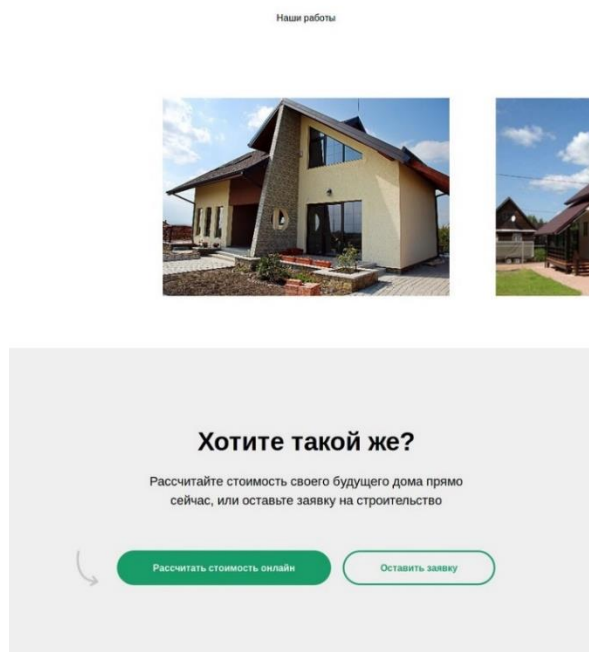 Наши работы
Хотите такой же?
Рассчитайте стоимость своего будущего дома прямо
сейчас, или оставьте заявку на строительство
Рассчитать стоимость онлайн
Оставить заявку